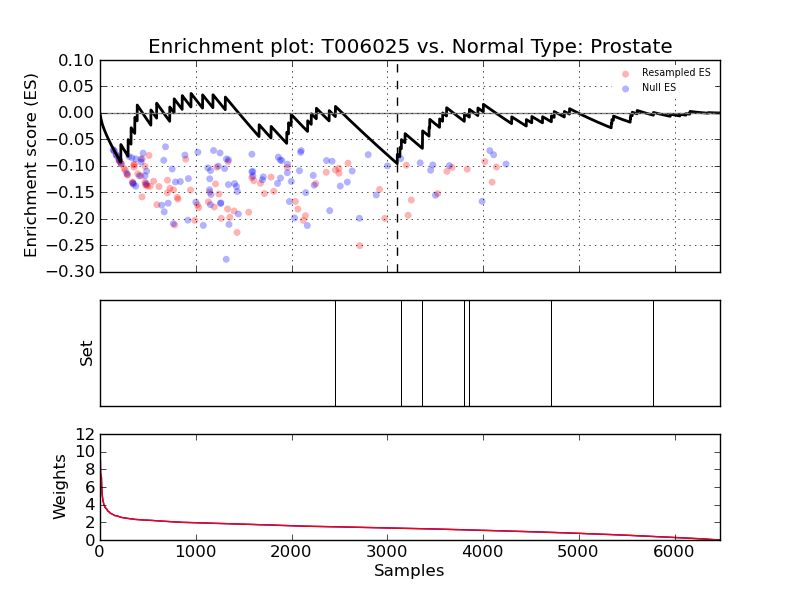 Enrichment plot: T006025 vs. Normal Type: Prostate
Enrichment score (ES)
0.10
0.05
0.00
−0.05
−0.10
−0.15
−0.20
−0.25
−0.30
Resampled ES
Null ES
Set
Weights
12
10
8
6
4
2
0
0 1000 2000 3000 4000 5000 6000
Samples